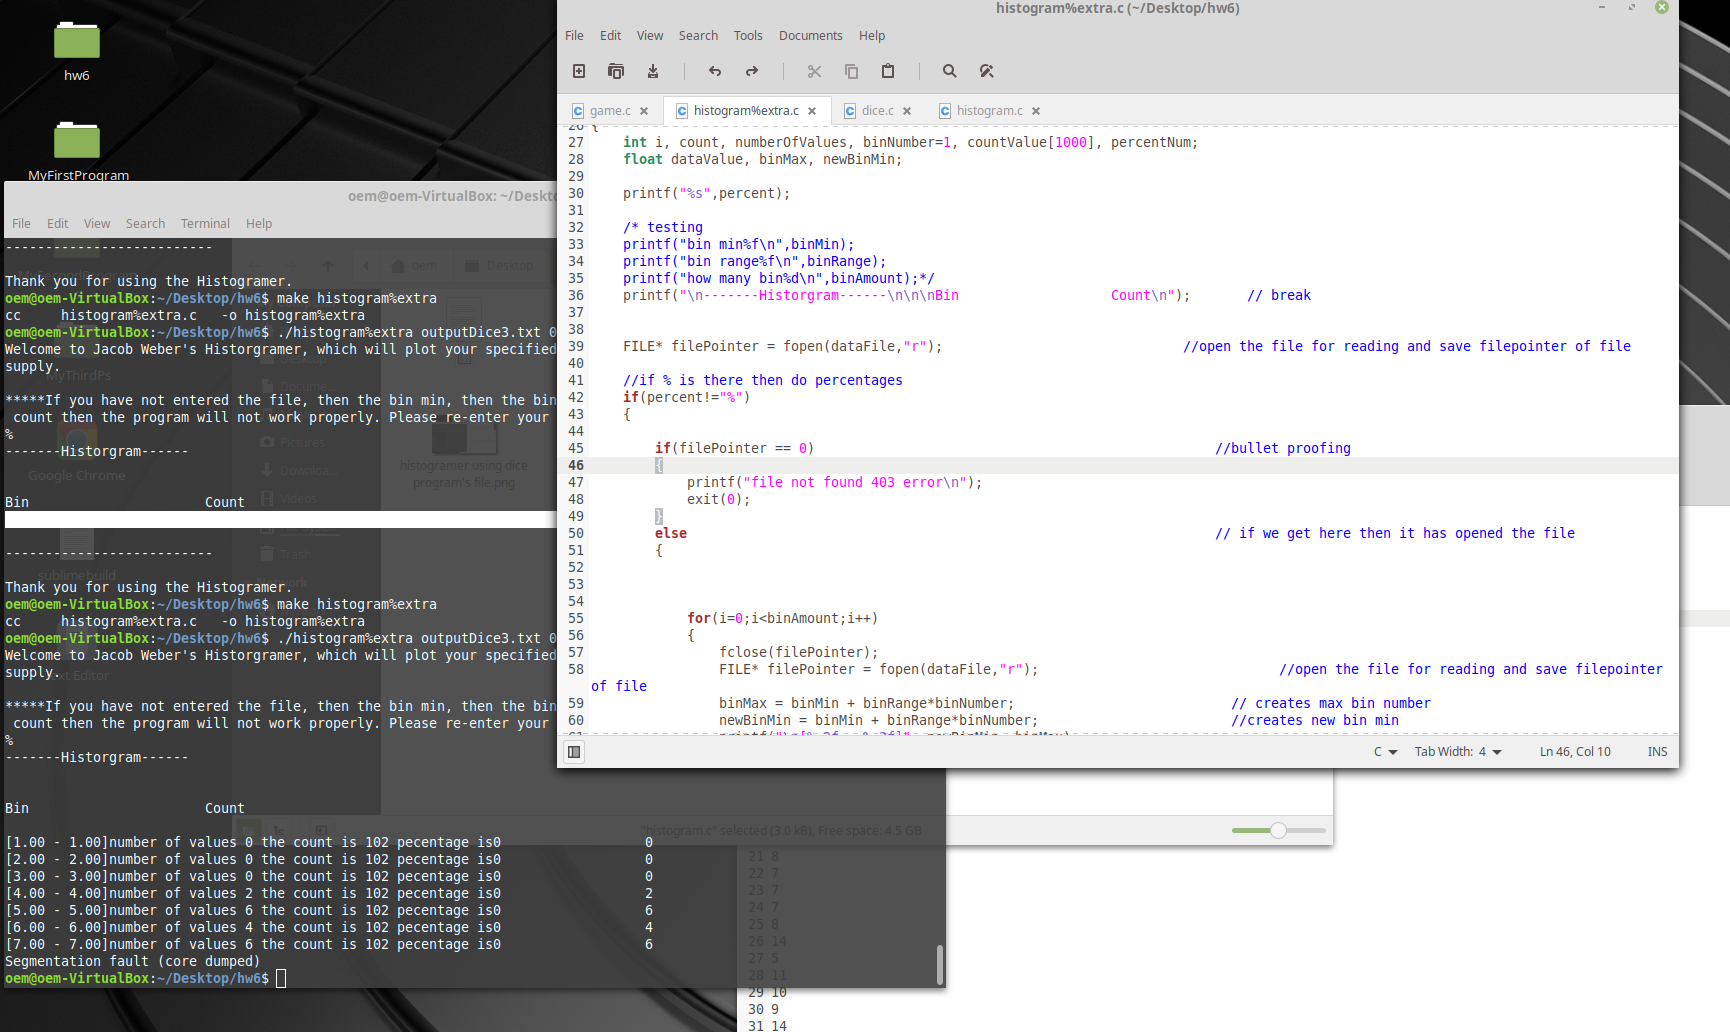 hw6
MyFirstProgram
oem@oem-VirtualBox: ~/Deskto
File Edit View Search Terminal Help
---------------------------
Thank you for using the Histogramer.
oem@oem-VirtualBox:~/Desktop/hw6$ make histogram%extra
cc     histogram%extra.c   -o histogram%extra
oem@oem-VirtualBox:~/Desktop/hw6$ ./histogram%extra outputDice3.txt 0
Welcome to Jacob Weber's Historgramer, which will plot your specified
supply.
*****If you have not entered the file, then the bin min, then the bin
 count then the program will not work properly. Please re-enter your
%
-------Historgram------
Bin                         Count
---------------------------
Thank you for using the Histogramer.
oem@oem-VirtualBox:~/Desktop/hw6$ make histogram%extra
cc     histogram%extra.c   -o histogram%extra
oem@oem-VirtualBox:~/Desktop/hw6$ ./histogram%extra outputDice3.txt 0
Welcome to Jacob Weber's Historgramer, which will plot your specified
supply.
*****If you have not entered the file, then the bin min, then the bin
 count then the program will not work properly. Please re-enter your
%
-------Historgram------
Bin                         Count
[1.00 - 1.00]number of values 0 the count is 102 pecentage is0                  0
[2.00 - 2.00]number of values 0 the count is 102 pecentage is0                  0
[3.00 - 3.00]number of values 0 the count is 102 pecentage is0                  0
[4.00 - 4.00]number of values 2 the count is 102 pecentage is0                  2
[5.00 - 5.00]number of values 6 the count is 102 pecentage is0                  6
[6.00 - 6.00]number of values 4 the count is 102 pecentage is0                  4
[7.00 - 7.00]number of values 6 the count is 102 pecentage is0                  6
Segmentation fault (core dumped)
oem@oem-VirtualBox:~/Desktop/hw6$
oem
Desktop
MyThirdPs
Docume...
Pictures
Google Chrome
Downloa...
Videos
histogramer using dice
program's file.png
Trash
sublimebuild
Network
Text Editor
"histogram.c" selected (3.0 kB), Free space: 4.5 GB
21 8
22 7
23 7
24 7
25 8
26 14
27 5
28 11
29 10
30 9
31 14
histogram%extra.c (~/Desktop/hw6)
File Edit View Search Tools Documents Help
game.c histogram%extra.c dice.c histogram.c
26 {
27     int i, count, numberOfValues, binNumber=1, countValue[1000], percentNum;
28     float dataValue, binMax, newBinMin;
29
30     printf("%s",percent);
31
32     /* testing
33     printf("bin min%f\n",binMin);
34     printf("bin range%f\n",binRange);
35     printf("how many bin%d\n",binAmount);*/
36     printf("\n-------Historgram------\n\n\nBin                   Count\n");       // break
37
38
39     FILE* filePointer = fopen(dataFile,"r");                              //open the file for reading and save filepointer of file
40
41     //if % is there then do percentages
42     if(percent!="%")
43     {
44
45         if(filePointer == 0)                                                  //bullet proofing
46         {
47             printf("file not found 403 error\n");
48             exit(0);
49         }
50         else                                                                  // if we get here then it has opened the file
51         {
52
53
54
55             for(i=0;i<binAmount;i++)
56             {
57                 fclose(filePointer);
58                 FILE* filePointer = fopen(dataFile,"r");                              //open the file for reading and save filepointer
of file
59                 binMax = binMin + binRange*binNumber;                           // creates max bin number
60                 newBinMin = binMin + binRange*binNumber;                        //creates new bin min
C Tab Width: 4 Ln 46, Col 10 INS